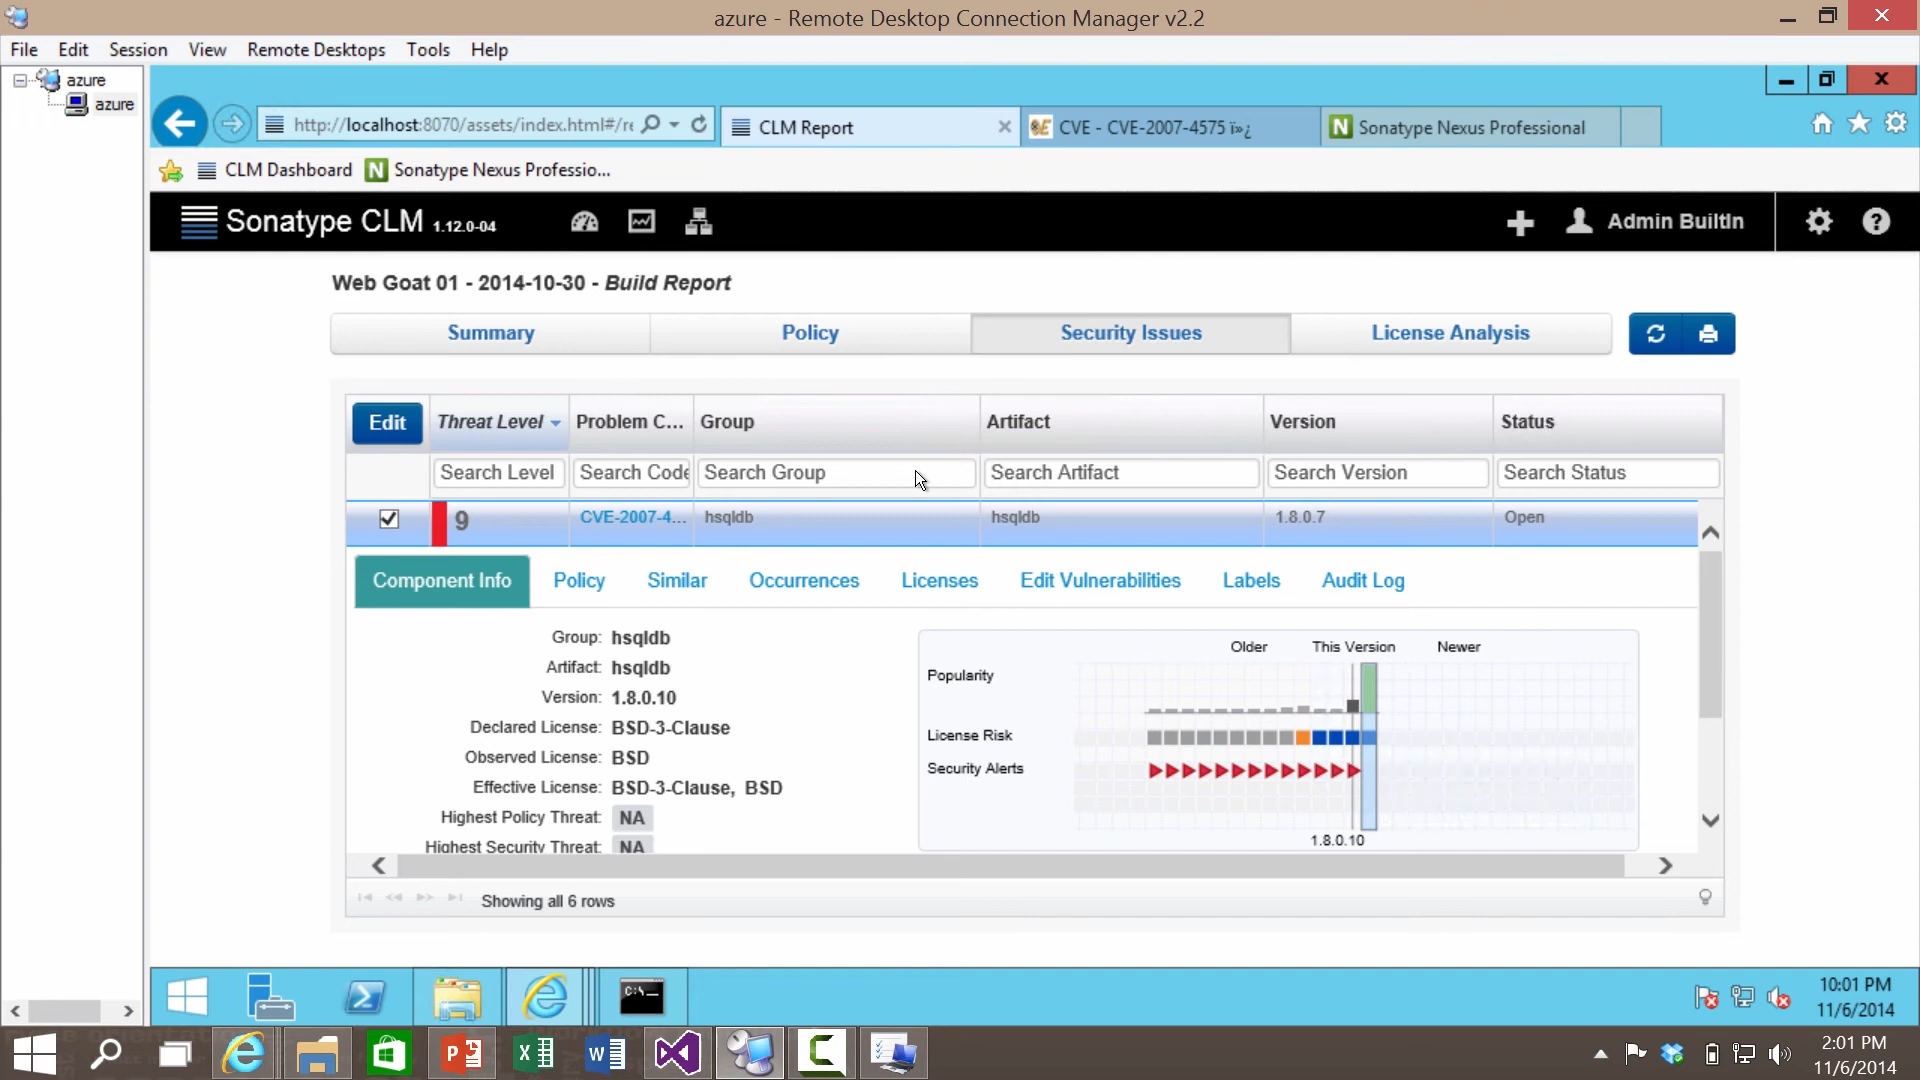 azure - Remote Desktop Connection Manager v2.2
File Edit Session View Remote Desktops Tools Help
azure
azure
http://localhost:8070/assets/index.html#/re
CLM Report
CVE - CVE-2007-4575 ï»¿
Sonatype Nexus Professional
CLM Dashboard
Sonatype Nexus Professio...
Sonatype CLM 1.12.0-04
Admin BuiltIn
Web Goat 01 - 2014-10-30 - Build Report
Summary Policy Security Issues License Analysis
Edit Threat Level Problem C... Group Artifact Version Status
Search Level Search Code Search Group Search Artifact Search Version Search Status
9 CVE-2007-4... hsqldb hsqldb 1.8.0.7 Open
Component Info Policy Similar Occurrences Licenses Edit Vulnerabilities Labels Audit Log
Group: hsqldb
Artifact: hsqldb
Version: 1.8.0.10
Declared License: BSD-3-Clause
Observed License: BSD
Effective License: BSD-3-Clause, BSD
Highest Policy Threat: NA
Highest Security Threat: NA
Older This Version Newer
Popularity
License Risk
Security Alerts
1.8.0.10
Showing all 6 rows
C:\
10:01 PM
11/6/2014
2:01 PM
11/6/2014